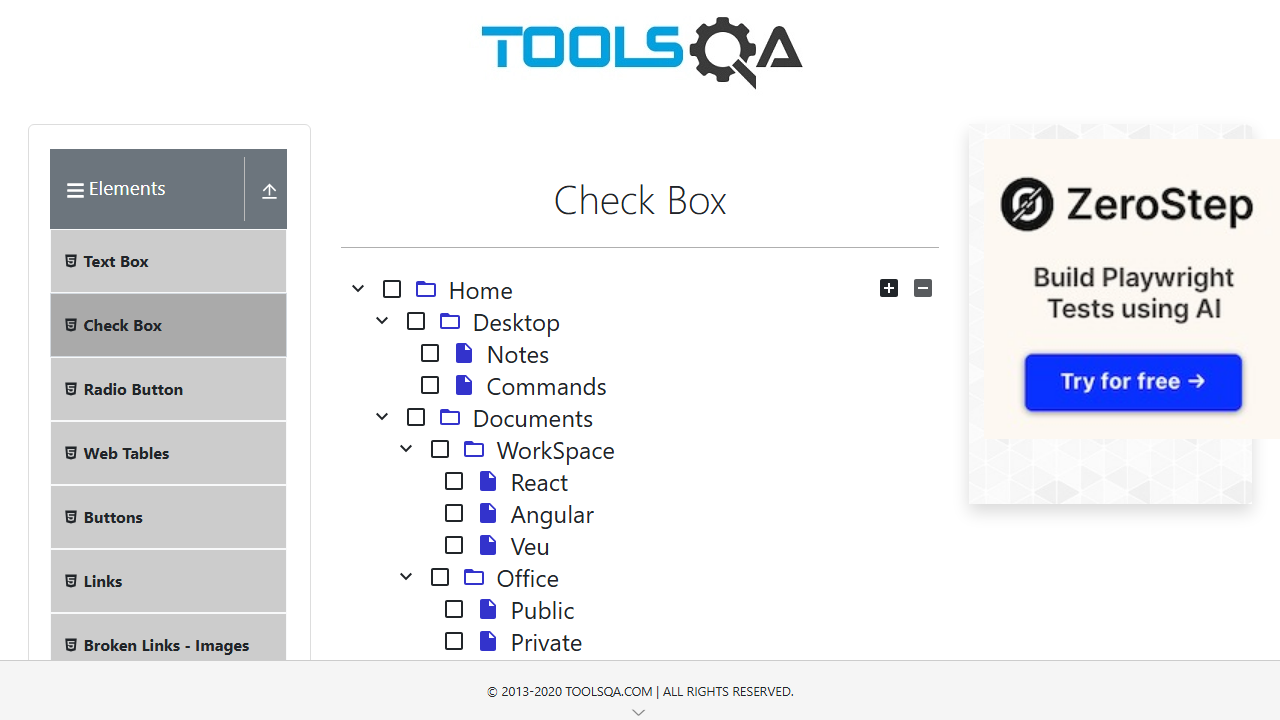 TOOLSQA
Elements
Text Box
Check Box
Radio Button
Web Tables
Buttons
Links
Broken Links - Images
Check Box
Home
Desktop
Notes
Commands
Documents
WorkSpace
React
Angular
Veu
Office
Public
Private
ZeroStep
Build Playwright
Tests using AI
Try for free →
© 2013-2020 TOOLSQA.COM | ALL RIGHTS RESERVED.